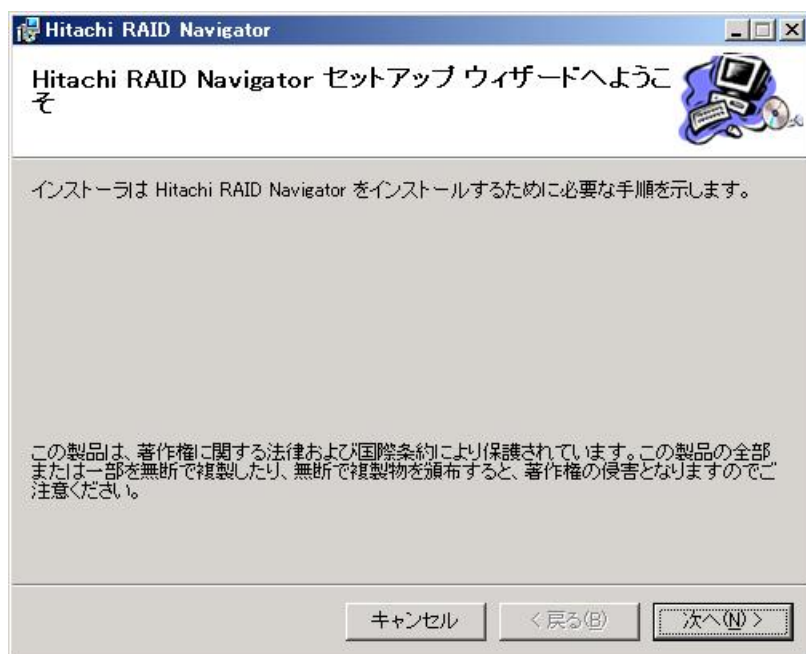 Hitachi RAID Navigator
Hitachi RAID Navigator セットアップ ウィザードへようこ
そ
インストーラは Hitachi RAID Navigator をインストールするために必要な手順を示します。
この製品は、著作権に関する法律および国際条約により保護されています。この製品の全部
または一部を無断で複製したり、無断で複製物を頒布すると、著作権の侵害となりますのでご
注意ください。
キャンセル
< 戻る(B)
次へ(N) >